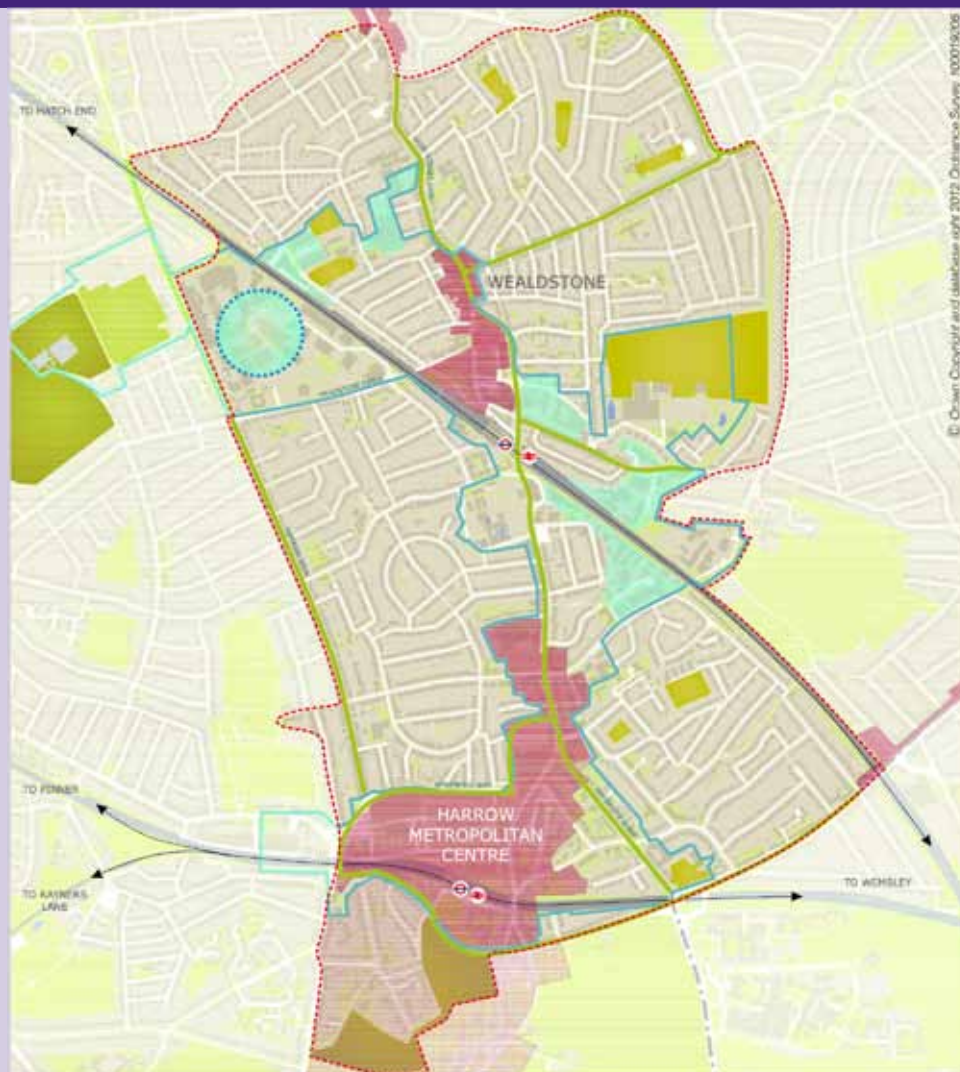 © Crown Copyright and database right 2012 Ordnance Survey 100019206
TO HATCH END
WEALDSTONE
TO PINNER
HARROW
METROPOLITAN
CENTRE
TO RAYNERS
LANE
TO WEMBLEY